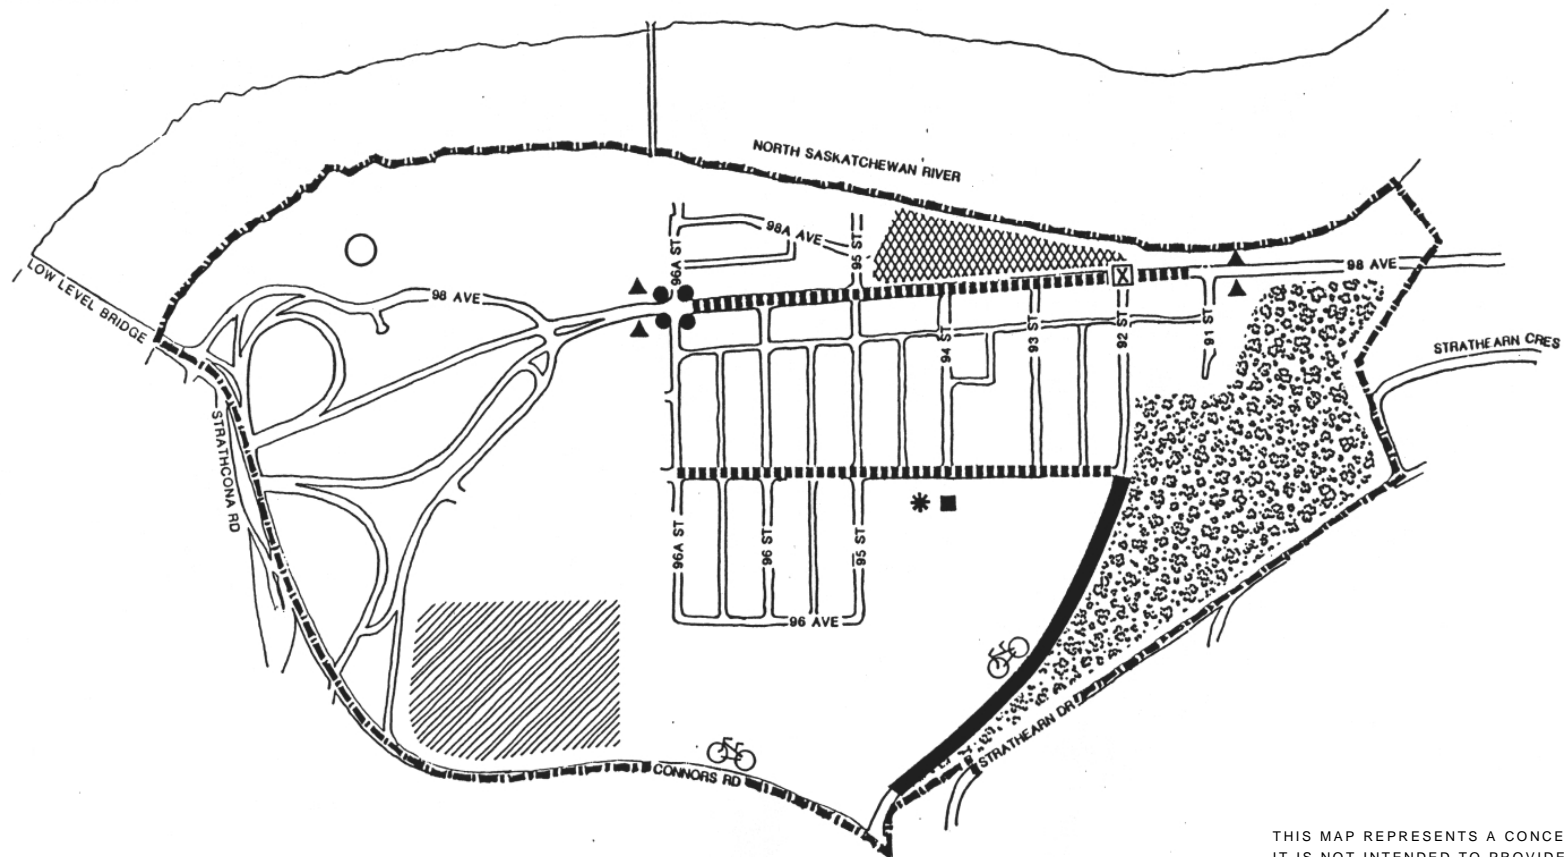 NORTH SASKATCHEWAN RIVER
98A AVE
96A ST
95 ST
98 AVE
LOW LEVEL BRIDGE
98 AVE
X
94 ST
93 ST
92 ST
91 ST
STRATHEARN CRES
STRATHCONA RD
96A ST
96 ST
95 ST
96 AVE
STRATHEARN DR
CONNORS RD
THIS MAP REPRESENTS A CONCE
IT IS NOT INTENDED TO PROVIDE